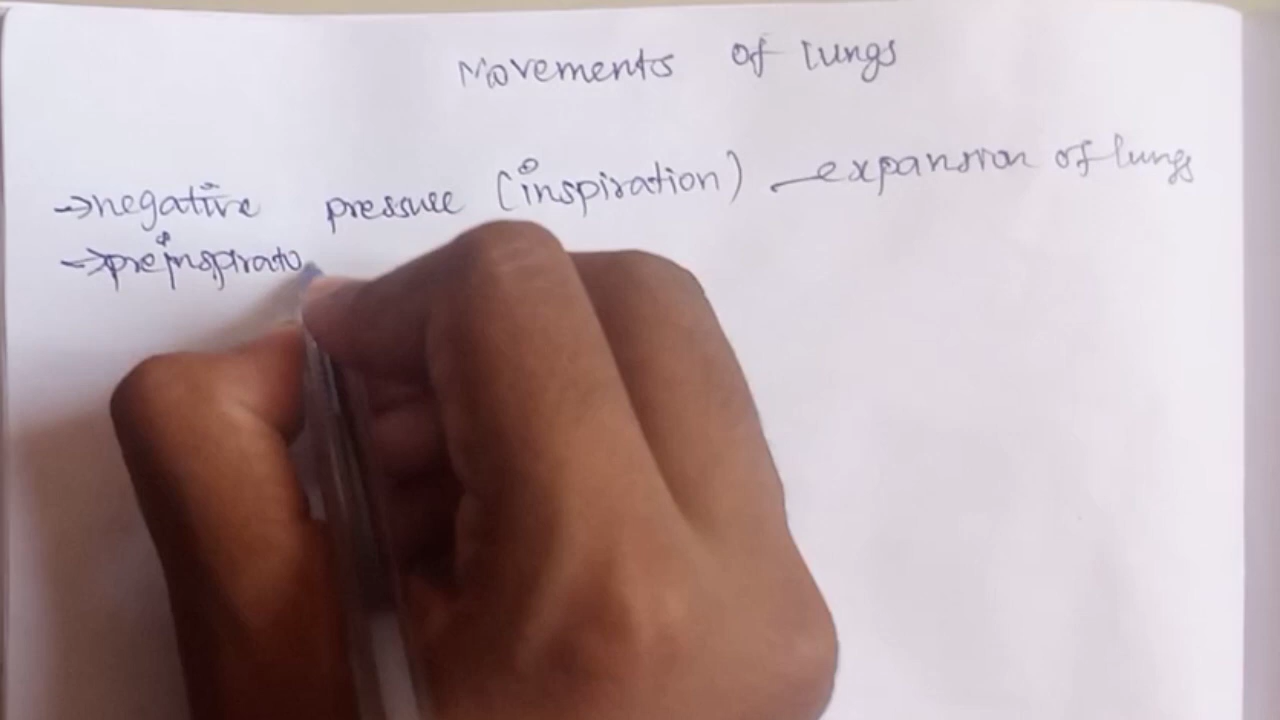 Movements of lungs
→negative pressure (inspiration) – expansion of lungs
→preinspirato